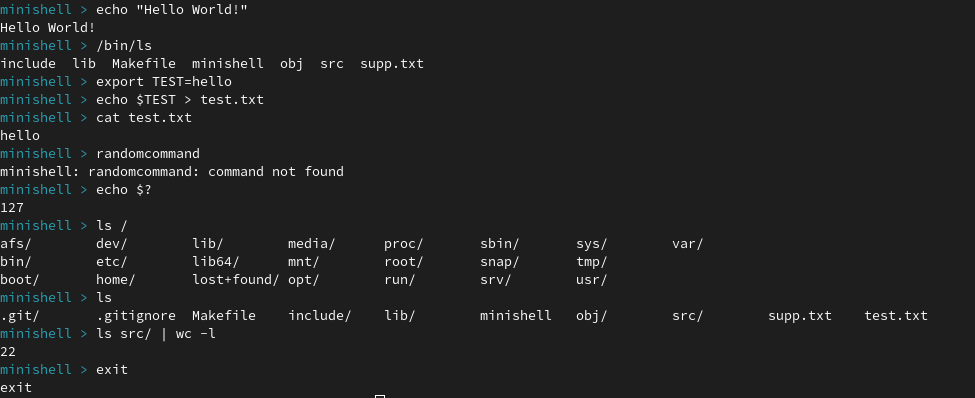 minishell > echo "Hello World!"
Hello World!
minishell > /bin/ls
include  lib  Makefile  minishell  obj  src  supp.txt
minishell > export TEST=hello
minishell > echo $TEST > test.txt
minishell > cat test.txt
hello
minishell > randomcommand
minishell: randomcommand: command not found
minishell > echo $?
127
minishell > ls /
afs/        dev/        lib/        media/      proc/       sbin/       sys/        var/
bin/        etc/        lib64/      mnt/        root/       snap/       tmp/
boot/       home/       lost+found/ opt/        run/        srv/        usr/
minishell > ls
.git/       .gitignore  Makefile    include/    lib/        minishell   obj/        src/        supp.txt    test.txt
minishell > ls src/ | wc -l
22
minishell > exit
exit